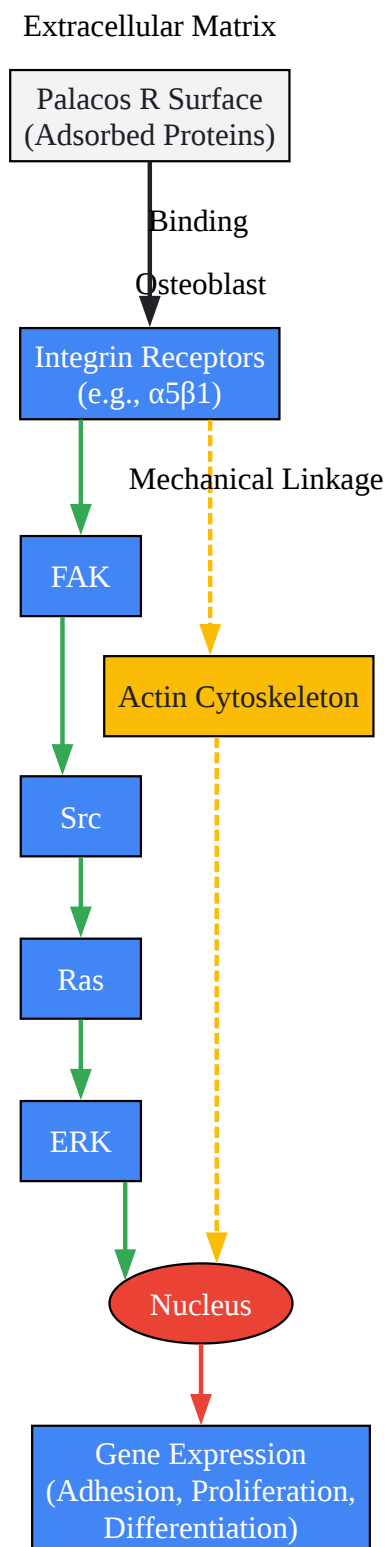 Extracellular Matrix
Palacos R Surface
(Adsorbed Proteins)
Binding
Osteoblast
Integrin Receptors
(e.g., α5β1)
Mechanical Linkage
FAK
Actin Cytoskeleton
Src
Ras
ERK
Nucleus
Gene Expression
(Adhesion, Proliferation,
Differentiation)